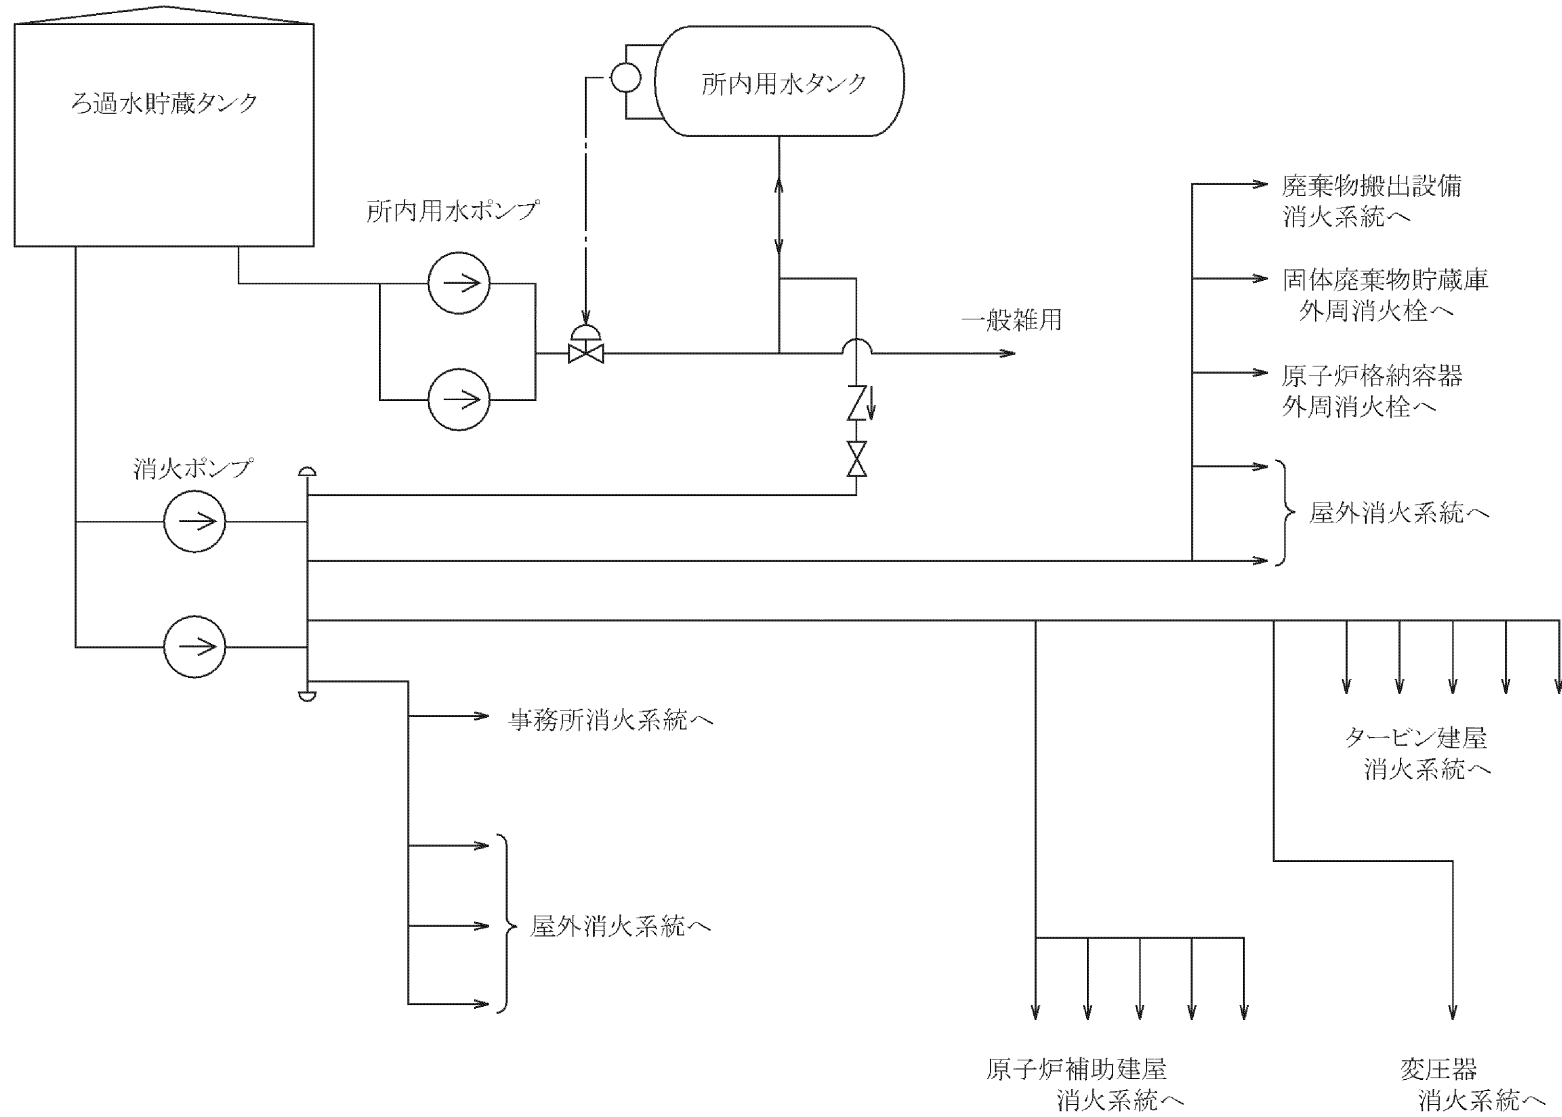 ろ過水貯蔵タンク
所内用水タンク
所内用水ポンプ
廃棄物搬出設備
消火系統へ
固体廃棄物貯蔵庫
外周消火栓へ
一般雑用
原子炉格納容器
外周消火栓へ
消火ポンプ
屋外消火系統へ
事務所消火系統へ
タービン建屋
消火系統へ
屋外消火系統へ
原子炉補助建屋
消火系統へ
変圧器
消火系統へ